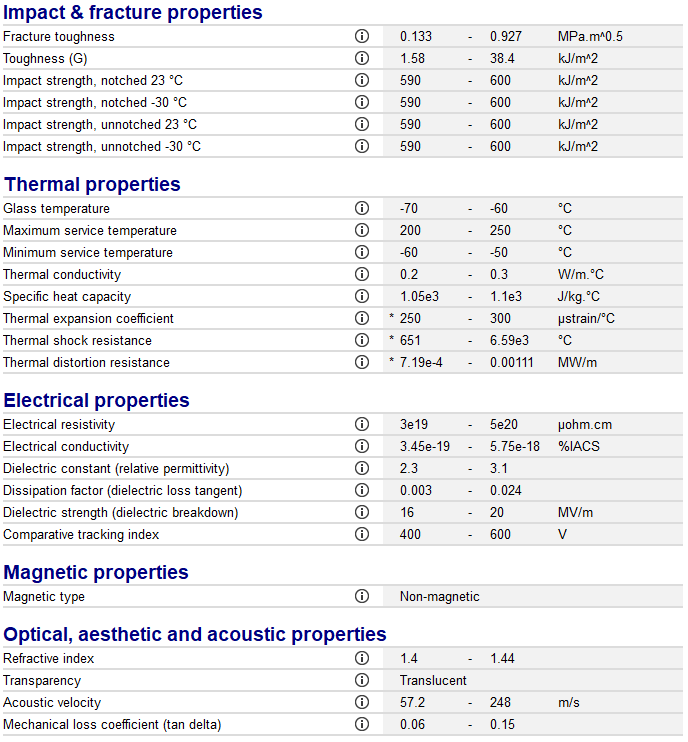 Impact & fracture properties
Fracture toughness 0.133 - 0.927 MPa.m^0.5
Toughness (G) 1.58 - 38.4 kJ/m^2
Impact strength, notched 23 °C 590 - 600 kJ/m^2
Impact strength, notched -30 °C 590 - 600 kJ/m^2
Impact strength, unnotched 23 °C 590 - 600 kJ/m^2
Impact strength, unnotched -30 °C 590 - 600 kJ/m^2
Thermal properties
Glass temperature -70 - -60 °C
Maximum service temperature 200 - 250 °C
Minimum service temperature -60 - -50 °C
Thermal conductivity 0.2 - 0.3 W/m.°C
Specific heat capacity 1.05e3 - 1.1e3 J/kg.°C
Thermal expansion coefficient * 250 - 300 µstrain/°C
Thermal shock resistance * 651 - 6.59e3 °C
Thermal distortion resistance * 7.19e-4 - 0.00111 MW/m
Electrical properties
Electrical resistivity 3e19 - 5e20 µohm.cm
Electrical conductivity 3.45e-19 - 5.75e-18 %IACS
Dielectric constant (relative permittivity) 2.3 - 3.1
Dissipation factor (dielectric loss tangent) 0.003 - 0.024
Dielectric strength (dielectric breakdown) 16 - 20 MV/m
Comparative tracking index 400 - 600 V
Magnetic properties
Magnetic type Non-magnetic
Optical, aesthetic and acoustic properties
Refractive index 1.4 - 1.44
Transparency Translucent
Acoustic velocity 57.2 - 248 m/s
Mechanical loss coefficient (tan delta) 0.06 - 0.15